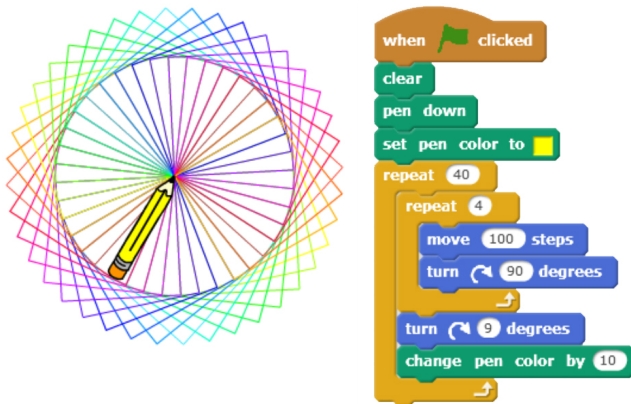 when clicked
clear
pen down
set pen color to
repeat 40
repeat 4
move 100 steps
turn 90 degrees
turn 9 degrees
change pen color by 10